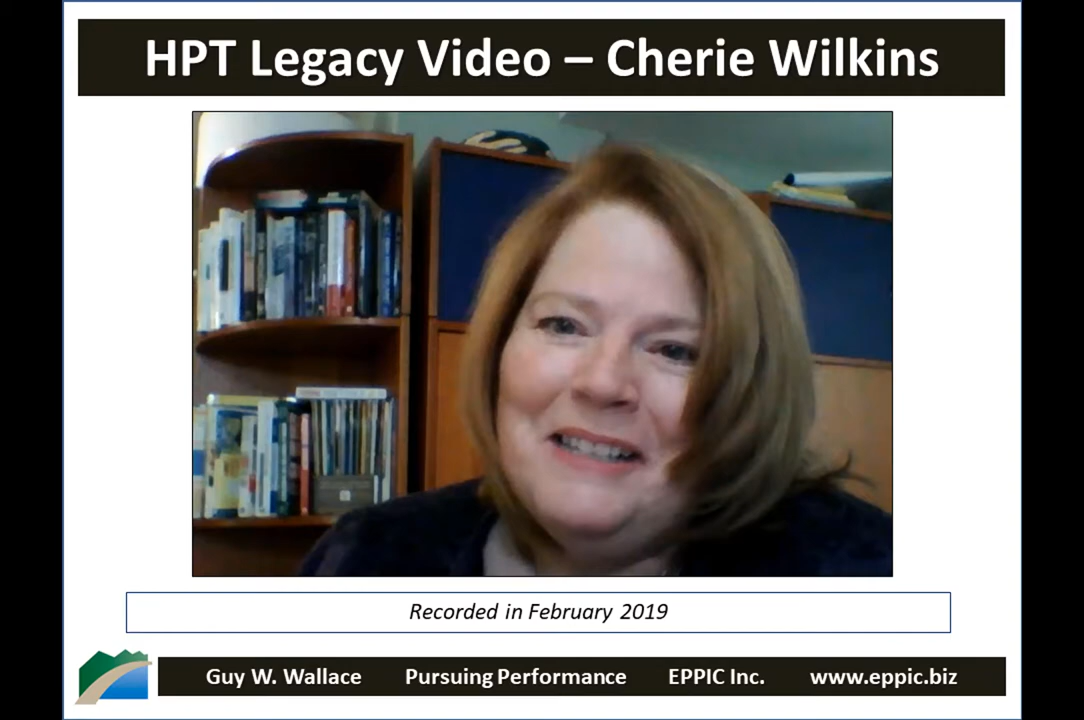 HPT Legacy Video – Cherie Wilkins
Recorded in February 2019
Guy W. Wallace Pursuing Performance EPPIC Inc. www.eppic.biz